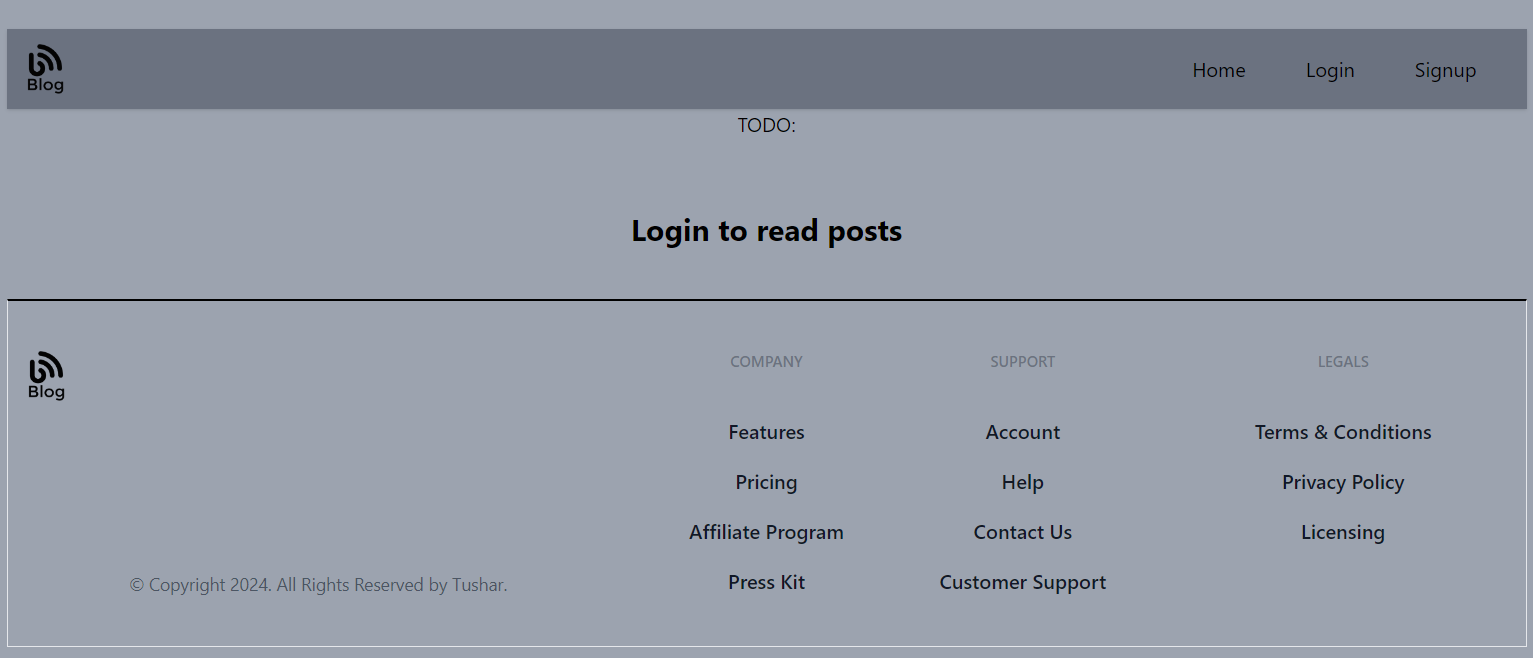 Blog
Home
Login
Signup
TODO:
Login to read posts
Blog
© Copyright 2024. All Rights Reserved by Tushar.
COMPANY
Features
Pricing
Affiliate Program
Press Kit
SUPPORT
Account
Help
Contact Us
Customer Support
LEGALS
Terms & Conditions
Privacy Policy
Licensing